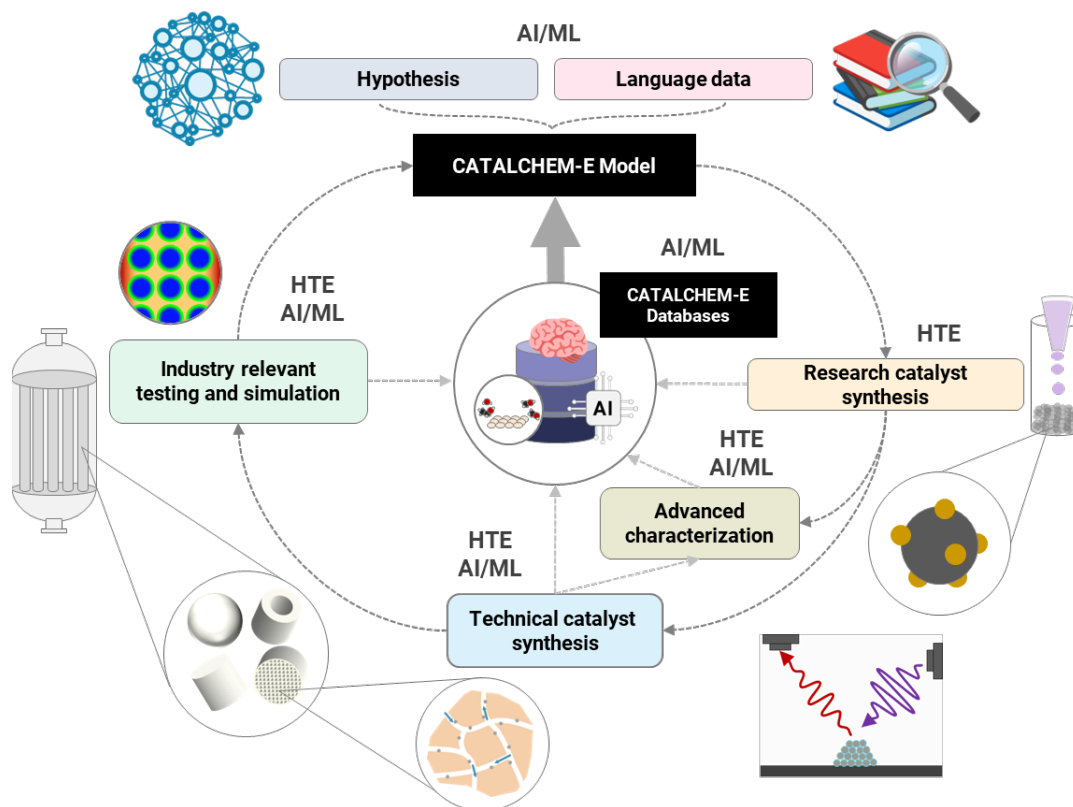 AI/ML
Hypothesis
Language data
CATALCHEM-E Model
AI/ML
CATALCHEM-E
Databases
HTE
AI/ML
HTE
Industry relevant
testing and simulation
Research catalyst
synthesis
AI
HTE
AI/ML
Advanced
characterization
HTE
AI/ML
Technical catalyst
synthesis